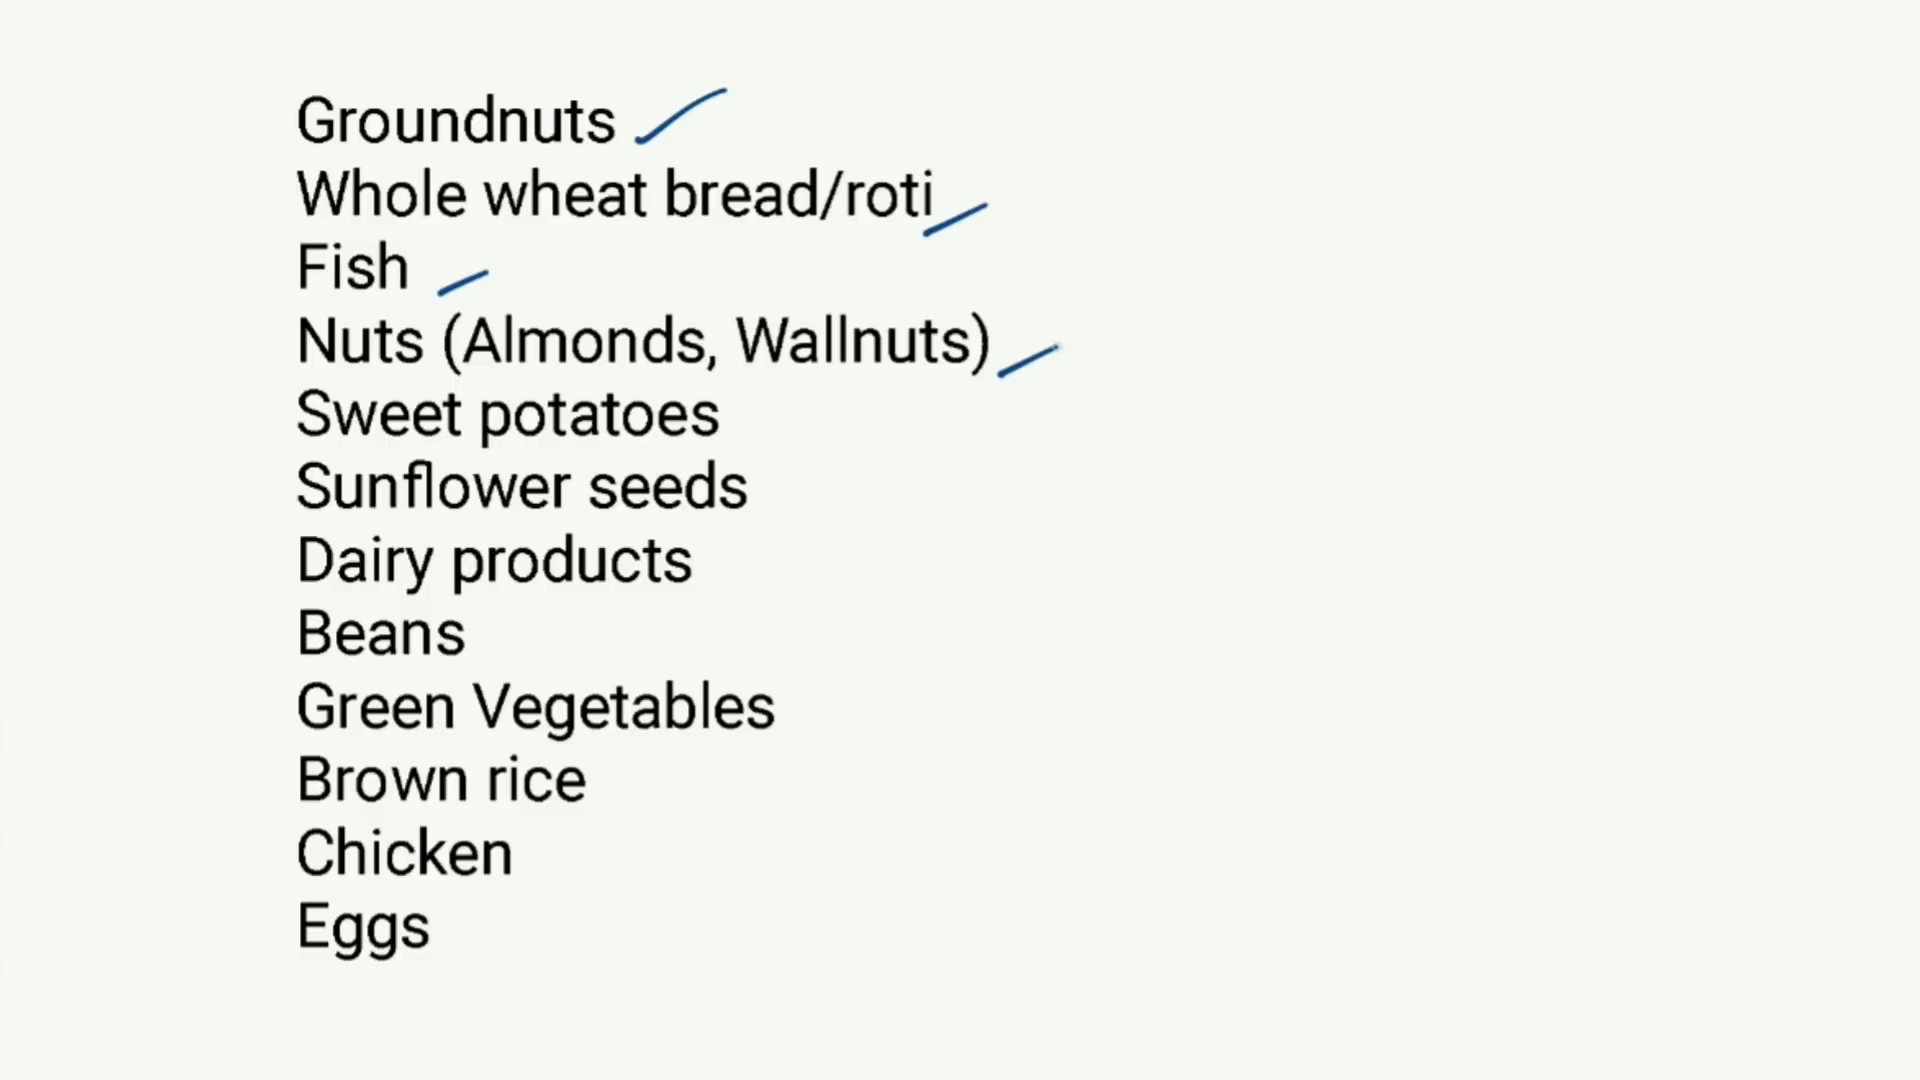 Groundnuts
Whole wheat bread/roti
Fish
Nuts (Almonds, Wallnuts)
Sweet potatoes
Sunflower seeds
Dairy products
Beans
Green Vegetables
Brown rice
Chicken
Eggs